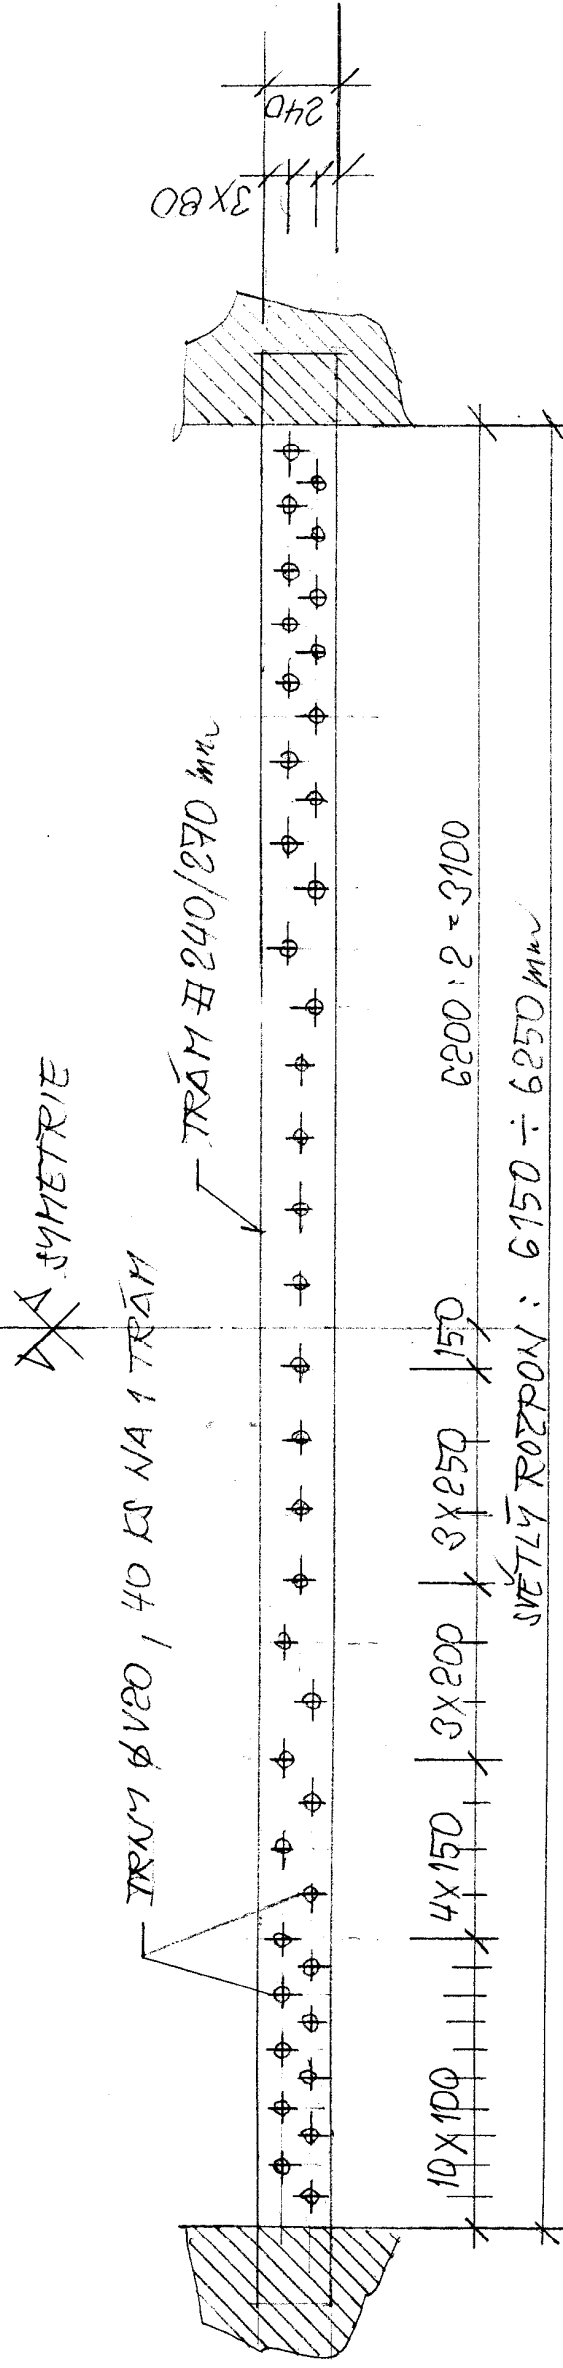 SYMETRIE
TRNY ϕV20, 40 KS NA 1 TRÁM
TRÁM 240/270 mm
3x80
240
10x100
4x150
3x200
3x250
150
6200:2=3100
SVĚTLÝ ROZPON: 6150 ÷ 6250 mm